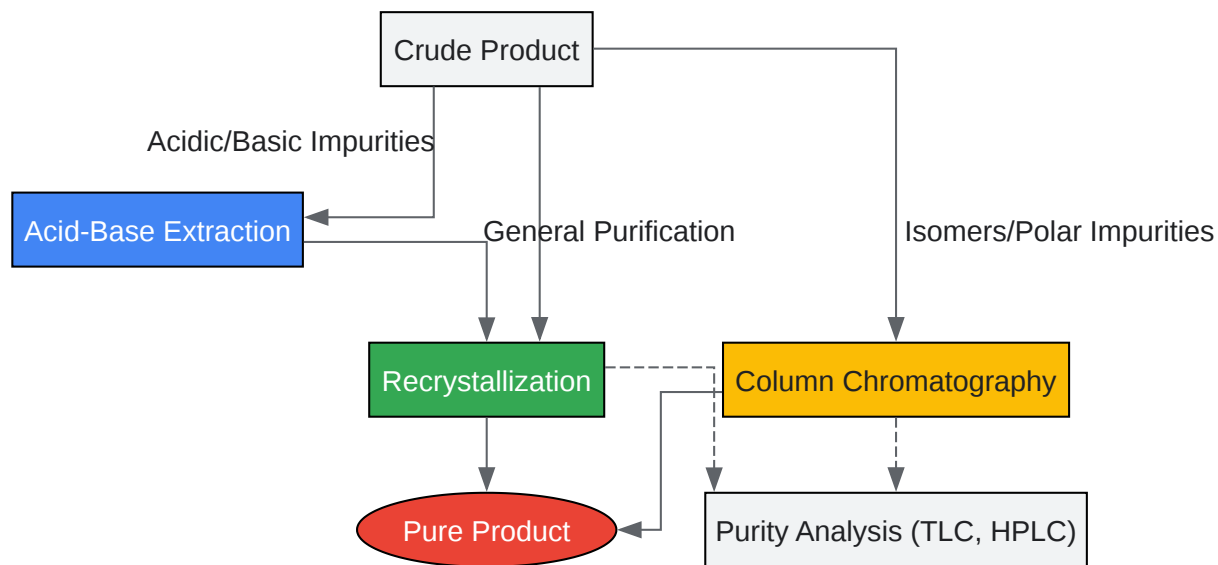 Crude Product
Acidic/Basic Impurities
Acid-Base Extraction
General Purification
Isomers/Polar Impurities
Recrystallization
Column Chromatography
Pure Product
Purity Analysis (TLC, HPLC)